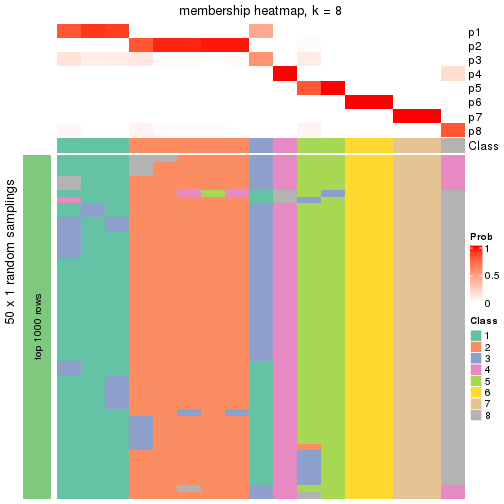 membership heatmap, k = 8
p1
p2
p3
p4
p5
p6
p7
p8
Class
50 x 1 random samplings
top 1000 rows
Prob
1
0.5
0
Class
1
2
3
4
5
6
7
8